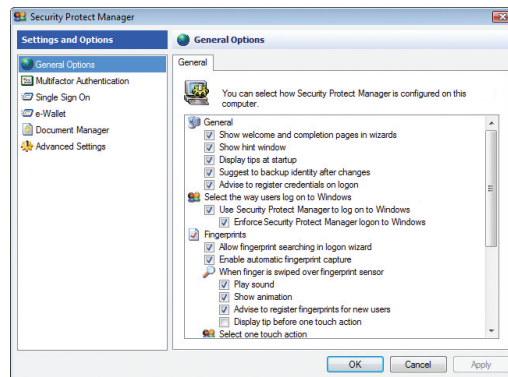 Security Protect Manager
Settings and Options
General Options
Multifactor Authentication
Single Sign On
e-Wallet
Document Manager
Advanced Settings
General Options
General
You can select how Security Protect Manager is configured on this
computer.
General
Show welcome and completion pages in wizards
Show hint window
Display tips at startup
Suggest to backup identity after changes
Advise to register credentials on logon
Select the way users log on to Windows
Use Security Protect Manager to log on to Windows
Enforce Security Protect Manager logon to Windows
Fingerprints
Allow fingerprint searching in logon wizard
Enable automatic fingerprint capture
When finger is swiped over fingerprint sensor
Play sound
Show animation
Advise to register fingerprints for new users
Display tip before one touch action
Select one touch action
OK Cancel Apply